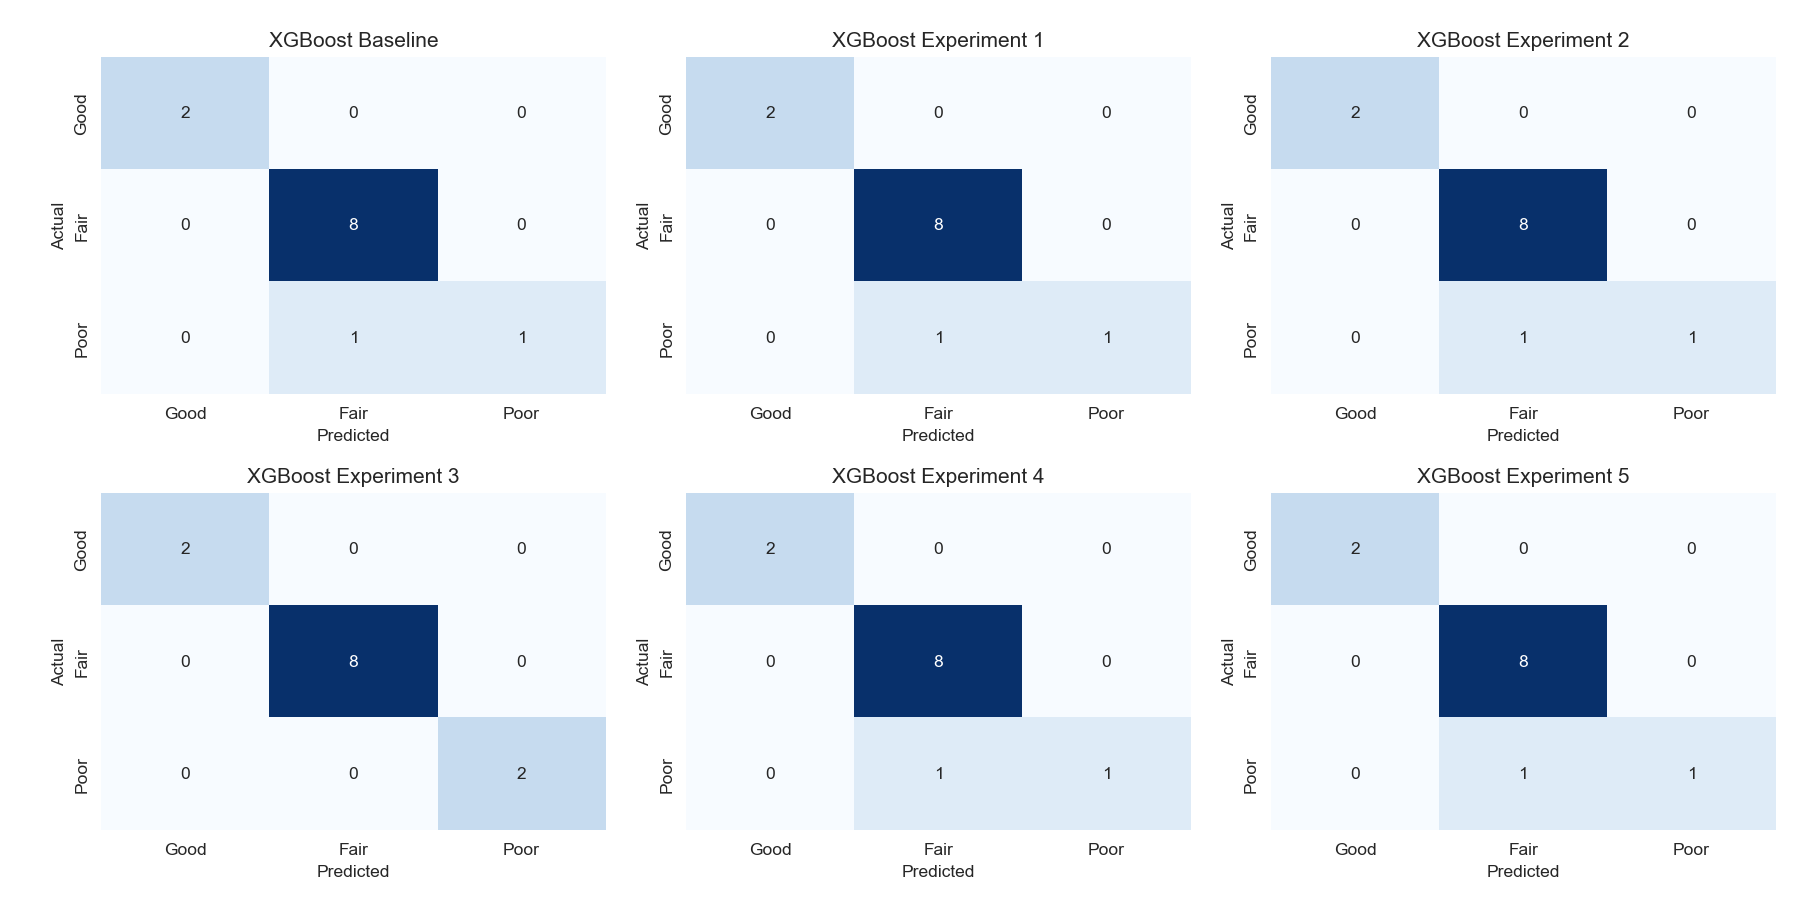 XGBoost Baseline
XGBoost Experiment 1
XGBoost Experiment 2
Good 2 0 0
Good 2 0 0
Good 2 0 0
Actual
Fair 0 8 0
Actual
Fair 0 8 0
Actual
Fair 0 8 0
Poor 0 1 1
Poor 0 1 1
Poor 0 1 1
Good Fair Poor
Good Fair Poor
Good Fair Poor
Predicted
Predicted
Predicted
XGBoost Experiment 3
XGBoost Experiment 4
XGBoost Experiment 5
Good 2 0 0
Good 2 0 0
Good 2 0 0
Actual
Fair 0 8 0
Actual
Fair 0 8 0
Actual
Fair 0 8 0
Poor 0 0 2
Poor 0 1 1
Poor 0 1 1
Good Fair Poor
Good Fair Poor
Good Fair Poor
Predicted
Predicted
Predicted